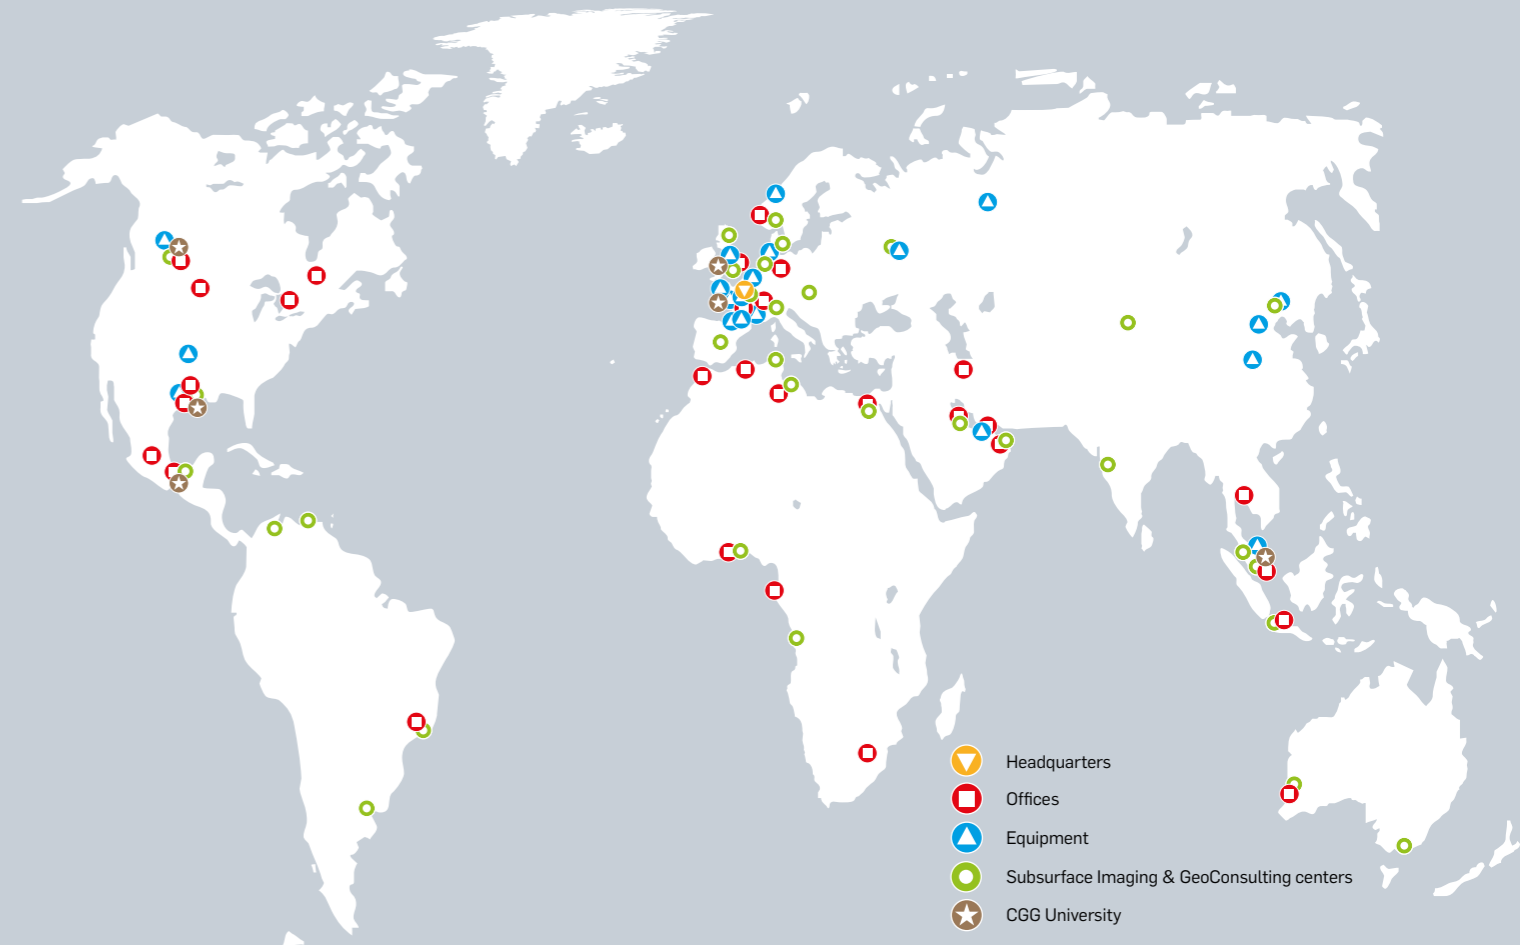 Headquarters
Offices
Equipment
Subsurface Imaging & GeoConsulting centers
CGG University